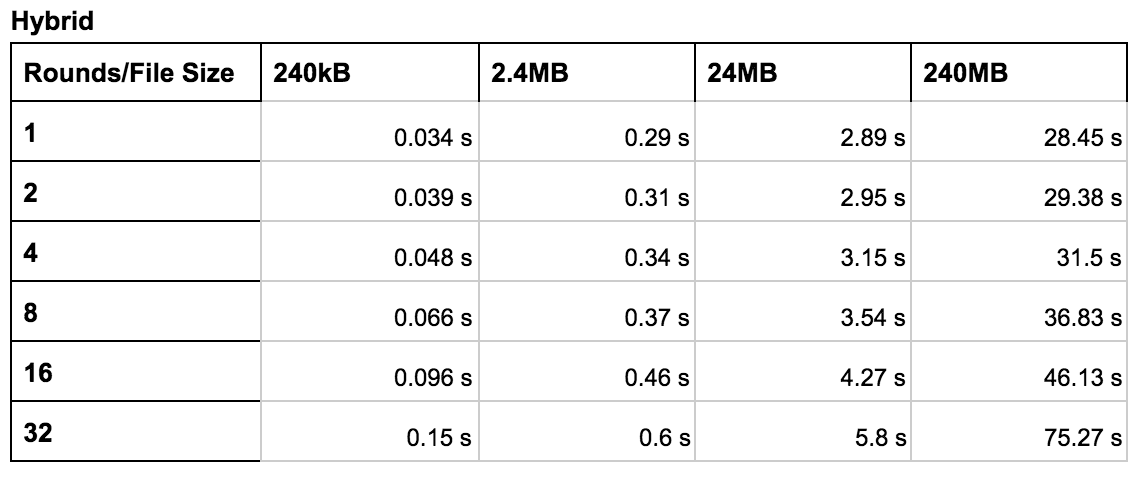 Hybrid
Rounds/File Size 240kB 2.4MB 24MB 240MB
1 0.034 s 0.29 s 2.89 s 28.45 s
2 0.039 s 0.31 s 2.95 s 29.38 s
4 0.048 s 0.34 s 3.15 s 31.5 s
8 0.066 s 0.37 s 3.54 s 36.83 s
16 0.096 s 0.46 s 4.27 s 46.13 s
32 0.15 s 0.6 s 5.8 s 75.27 s